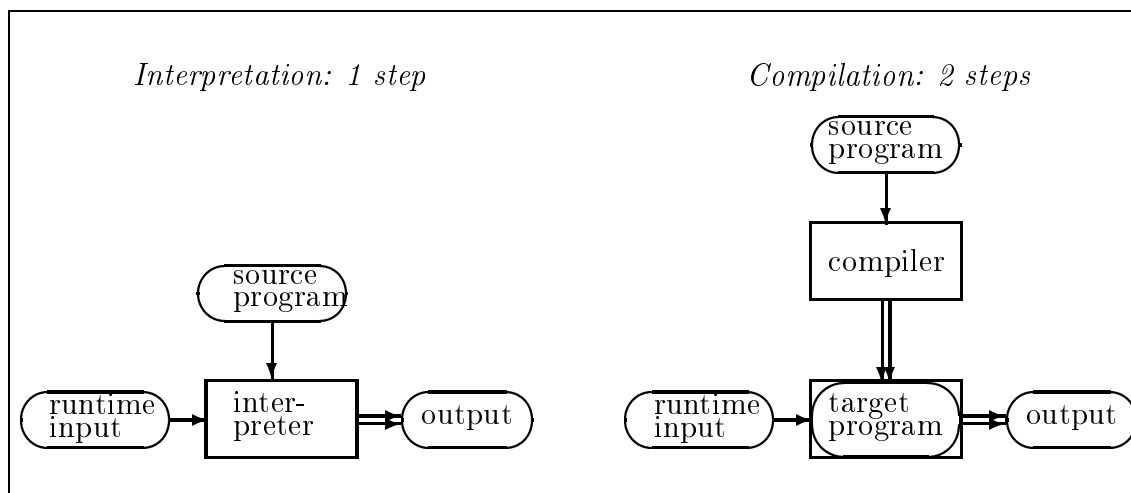 Interpretation: 1 step
source
program
runtime
input
inter-
preter
output
Compilation: 2 steps
source
program
compiler
runtime
input
target
program
output